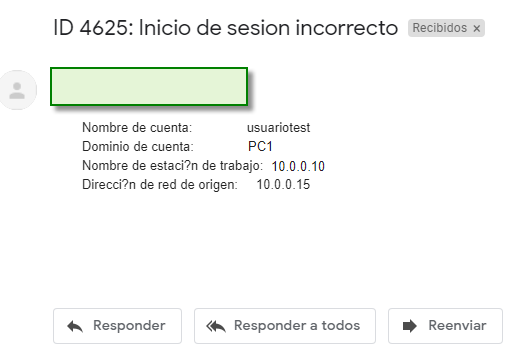 ID 4625: Inicio de sesion incorrecto Recibidos x
Nombre de cuenta: usuariotest
Dominio de cuenta: PC1
Nombre de estaci?n de trabajo: 10.0.0.10
Direcci?n de red de origen: 10.0.0.15
Responder Responder a todos Reenviar